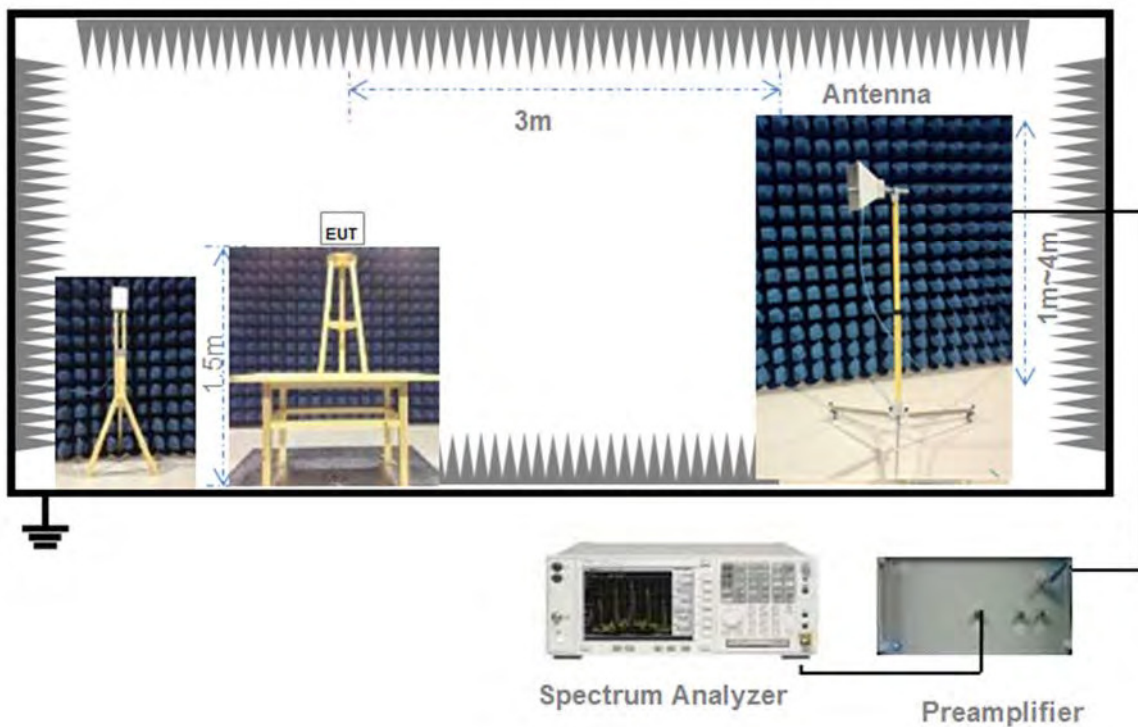 Antenna
3m
EUT
1.5m
1m~4m
Spectrum Analyzer
Preamplifier